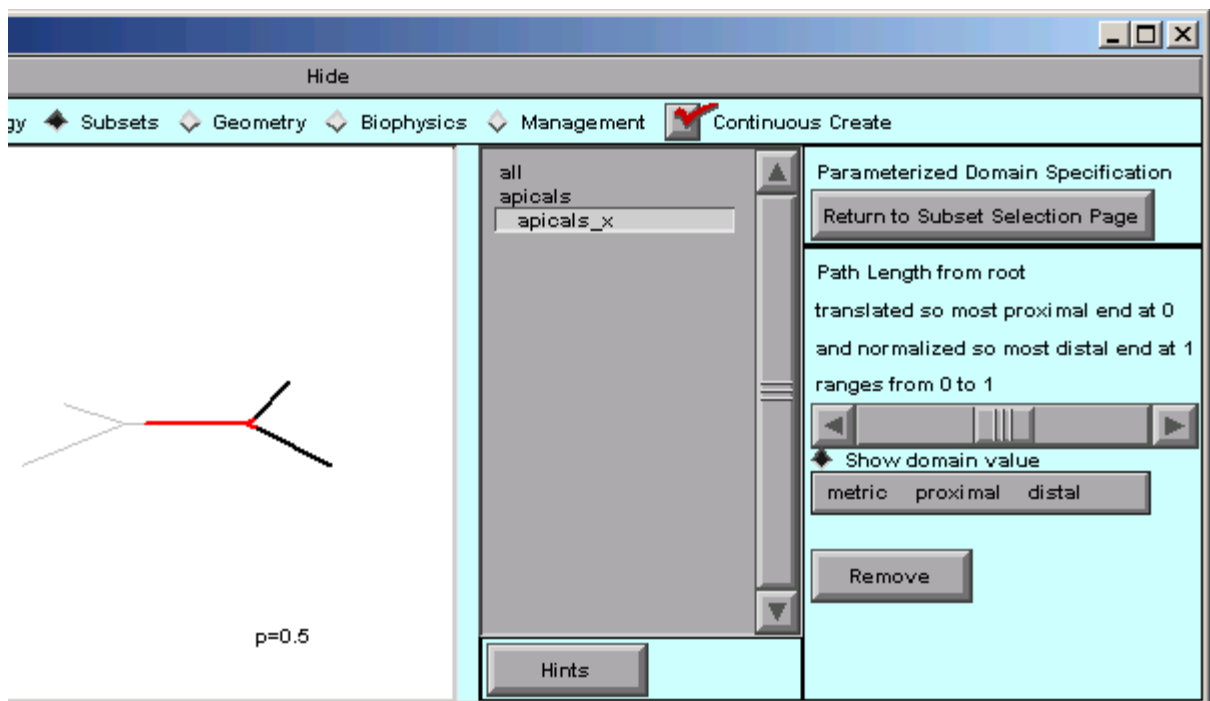 Hide
gy Subsets Geometry Biophysics Management Continuous Create
all
apicals
apicals_x
Parameterized Domain Specification
Return to Subset Selection Page
Path Length from root
translated so most proximal end at 0
and normalized so most distal end at 1
ranges from 0 to 1
Show domain value
metric proximal distal
Remove
p=0.5
Hints